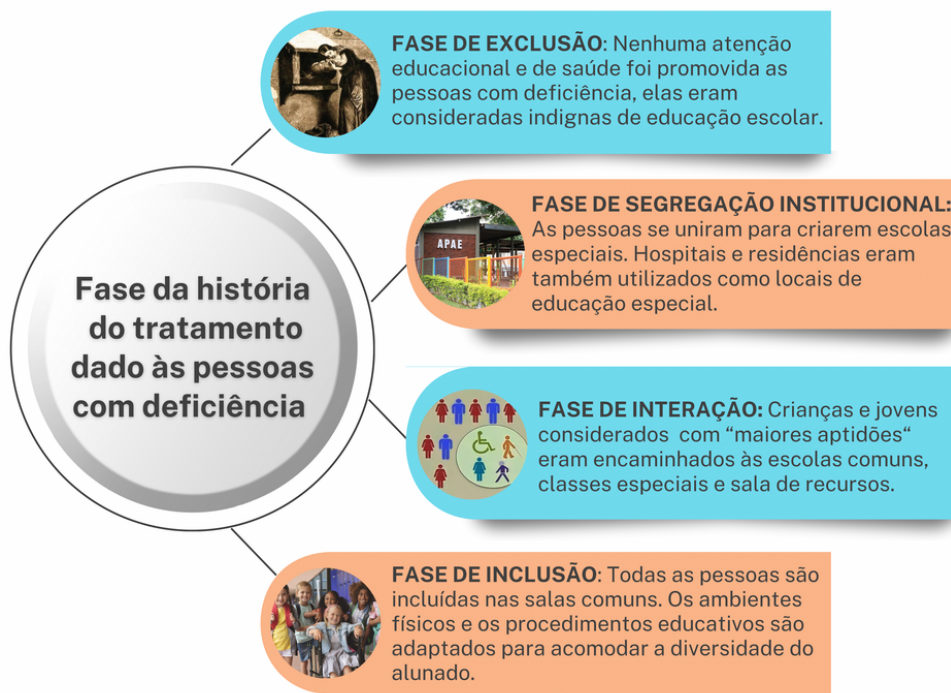 Fase da história
do tratamento
dado às pessoas
com deficiência
FASE DE EXCLUSÃO: Nenhuma atenção
educacional e de saúde foi promovida as
pessoas com deficiência, elas eram
consideradas indignas de educação escolar.
FASE DE SEGREGAÇÃO INSTITUCIONAL:
As pessoas se uniram para criarem escolas
especiais. Hospitais e residências eram
também utilizados como locais de
educação especial.
APAE
FASE DE INTERAÇÃO: Crianças e jovens
considerados com “maiores aptidões“
eram encaminhados às escolas comuns,
classes especiais e sala de recursos.
FASE DE INCLUSÃO: Todas as pessoas são
incluídas nas salas comuns. Os ambientes
físicos e os procedimentos educativos são
adaptados para acomodar a diversidade do
alunado.